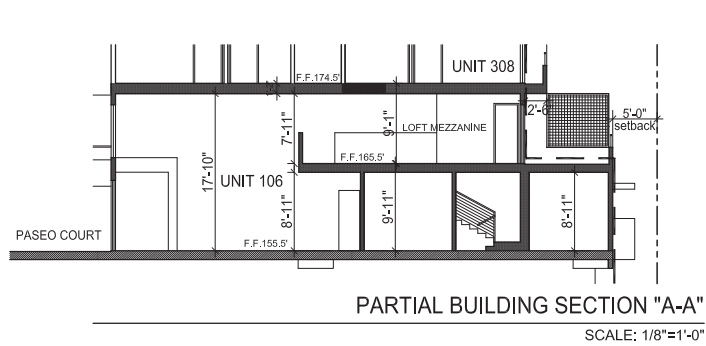 UNIT 308
F.F.174.5'
2'-6"
5'-0"
setback
7'-11"
9'-1"
LOFT MEZZANINE
F.F.165.5'
17'-10"
UNIT 106
8'-11"
9'-11"
8'-11"
PASEO COURT
F.F.155.5'
PARTIAL BUILDING SECTION "A-A"
SCALE: 1/8"=1'-0"